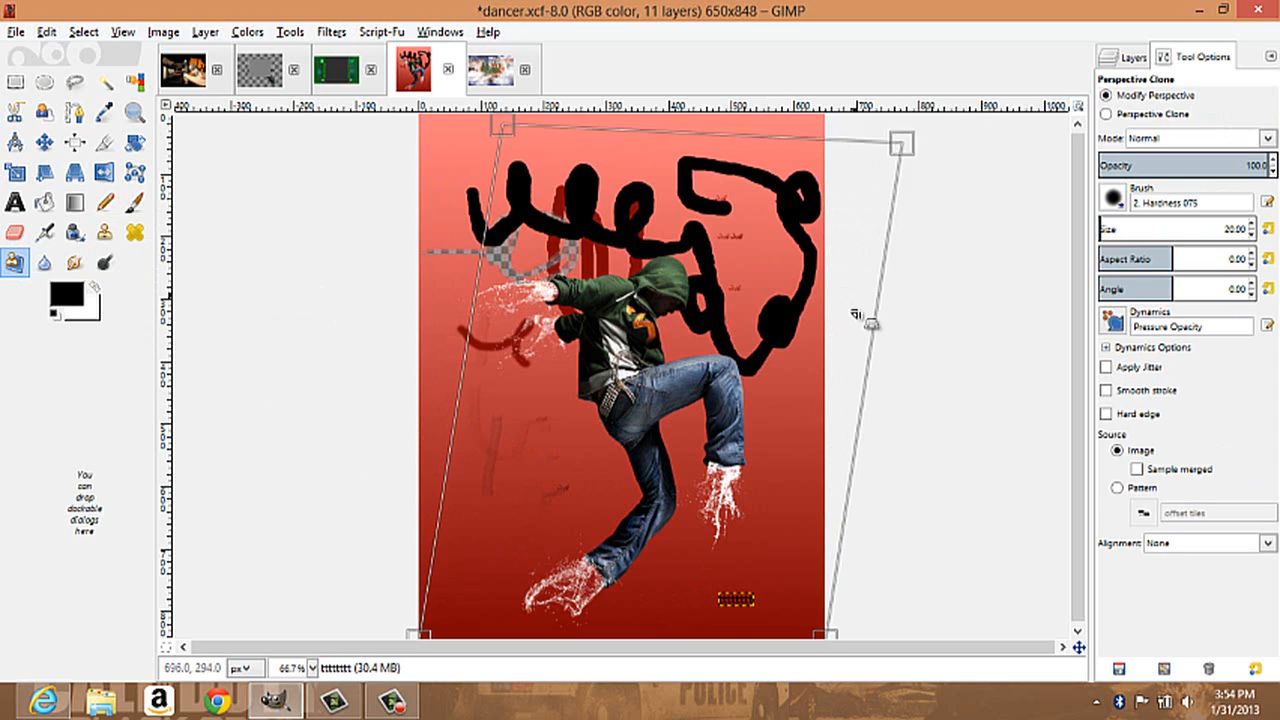 *dancer.xcf-8.0 (RGB color, 11 layers) 650x848 – GIMP
File Edit Select View Image Layer Colors Tools Filters Script-Fu Windows Help
Layers Tool Options
Perspective Clone
Modify Perspective
Perspective Clone
Mode: Normal
Opacity 100.0
Brush
2. Hardness 075
Size 20.00
Aspect Ratio 0.00
Angle 0.00
Dynamics
Pressure Opacity
Dynamics Options
Apply Jitter
Smooth stroke
Hard edge
Source
Image
Sample merged
Pattern
offset tiles
Alignment: None
You
can
drop
dockable
dialogs
here
696.0, 294.0 px 66.7% tttttttt (30.4 MB)
POLICE
3:54 PM
1/31/2013